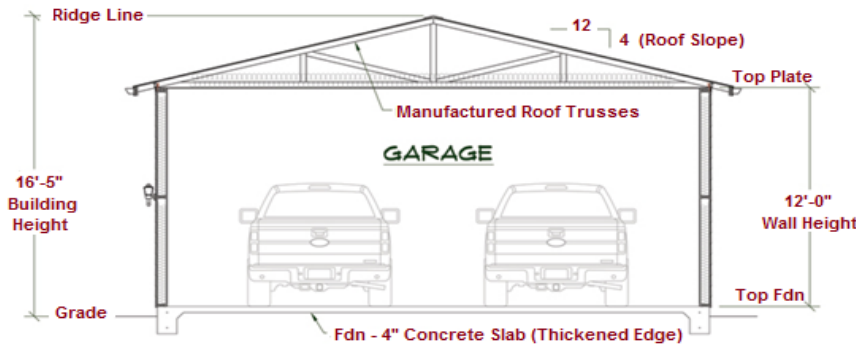 Ridge Line
12
4 (Roof Slope)
Top Plate
Manufactured Roof Trusses
GARAGE
16'-5"
Building
Height
12'-0"
Wall Height
Top Fdn
Grade
Fdn - 4" Concrete Slab (Thickened Edge)